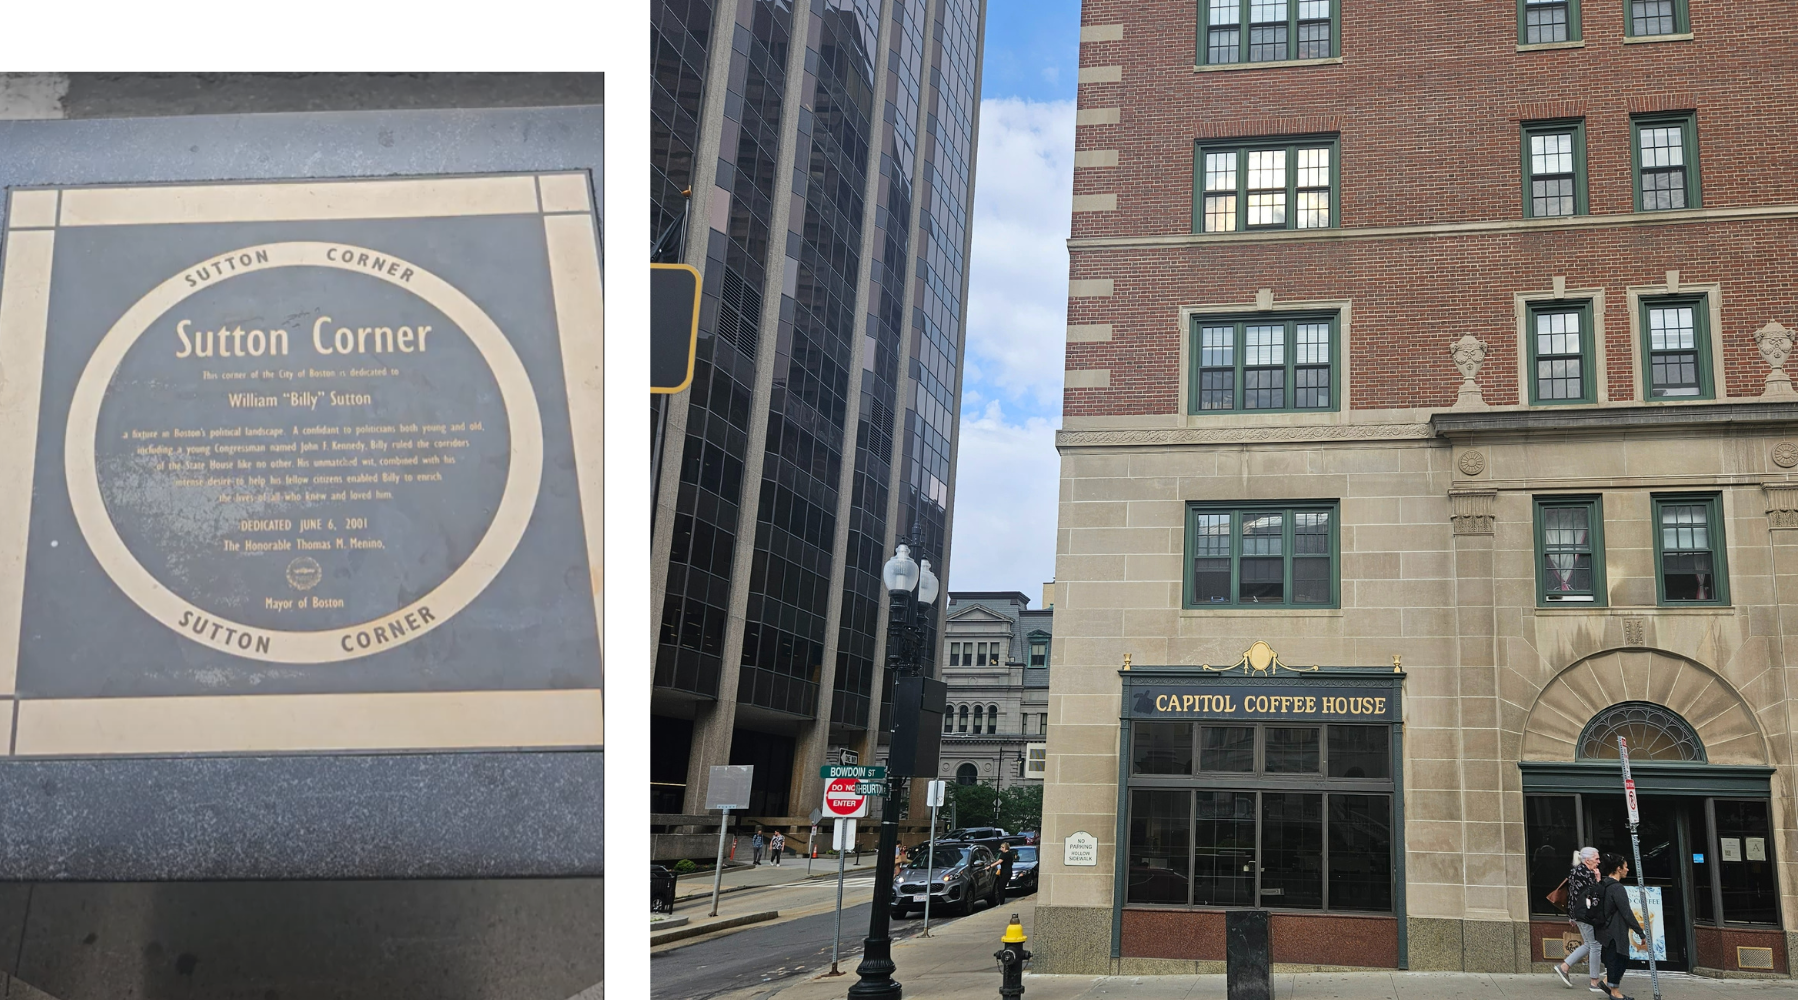 SUTTON CORNER
Sutton Corner
This corner of the City of Boston is dedicated to
William "Billy" Sutton
a fixture in Boston's political landscape. A confidant to politicians both young and old,
including a young Congressman named John F. Kennedy, Billy ruled the corridors
of the State House like no other. His unmatched wit, combined with his
intense desire to help his fellow citizens enabled Billy to enrich
the lives of all who knew and loved him.
DEDICATED JUNE 6, 2001
The Honorable Thomas M. Menino,
Mayor of Boston
SUTTON CORNER
CAPITOL COFFEE HOUSE
BOWDOIN ST
HBURT
DO NO
ENTER
NO
PARKING
SIDEWALK
COFFEE